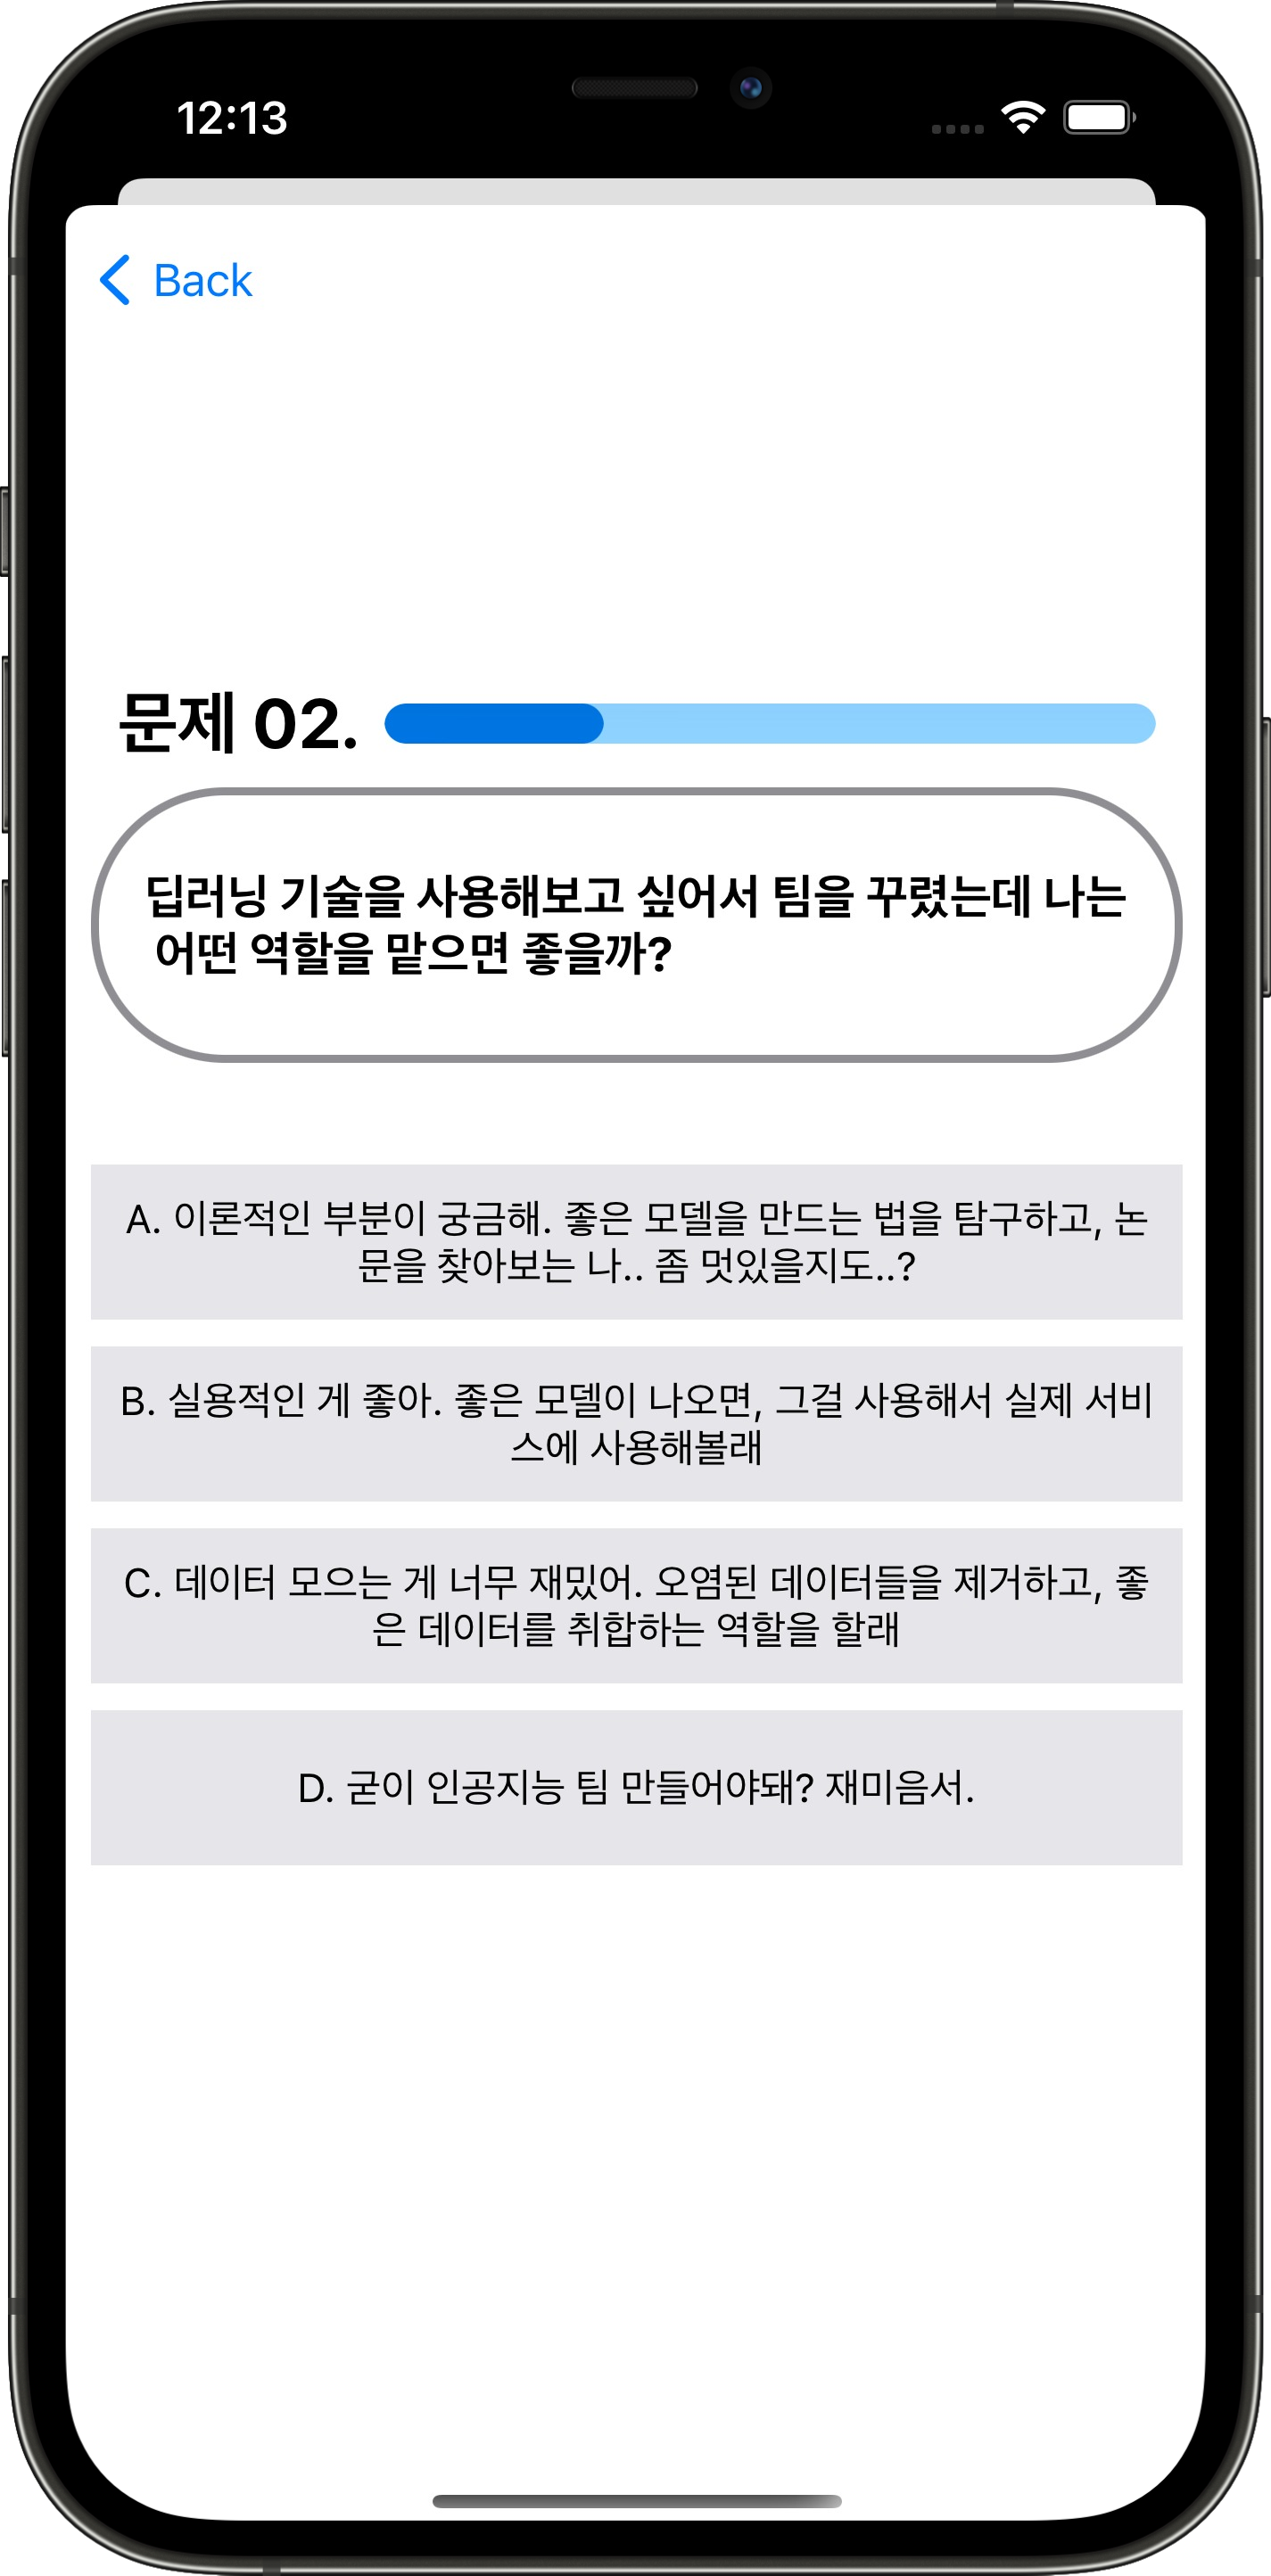 12:13
Back
문제 02.
딥러닝 기술을 사용해보고 싶어서 팀을 꾸렸는데 나는
어떤 역할을 맡으면 좋을까?
A. 이론적인 부분이 궁금해. 좋은 모델을 만드는 법을 탐구하고, 논
문을 찾아보는 나.. 좀 멋있을지도..?
B. 실용적인 게 좋아. 좋은 모델이 나오면, 그걸 사용해서 실제 서비
스에 사용해볼래
C. 데이터 모으는 게 너무 재밌어. 오염된 데이터들을 제거하고, 좋
은 데이터를 취합하는 역할을 할래
D. 굳이 인공지능 팀 만들어야돼? 재미음서.